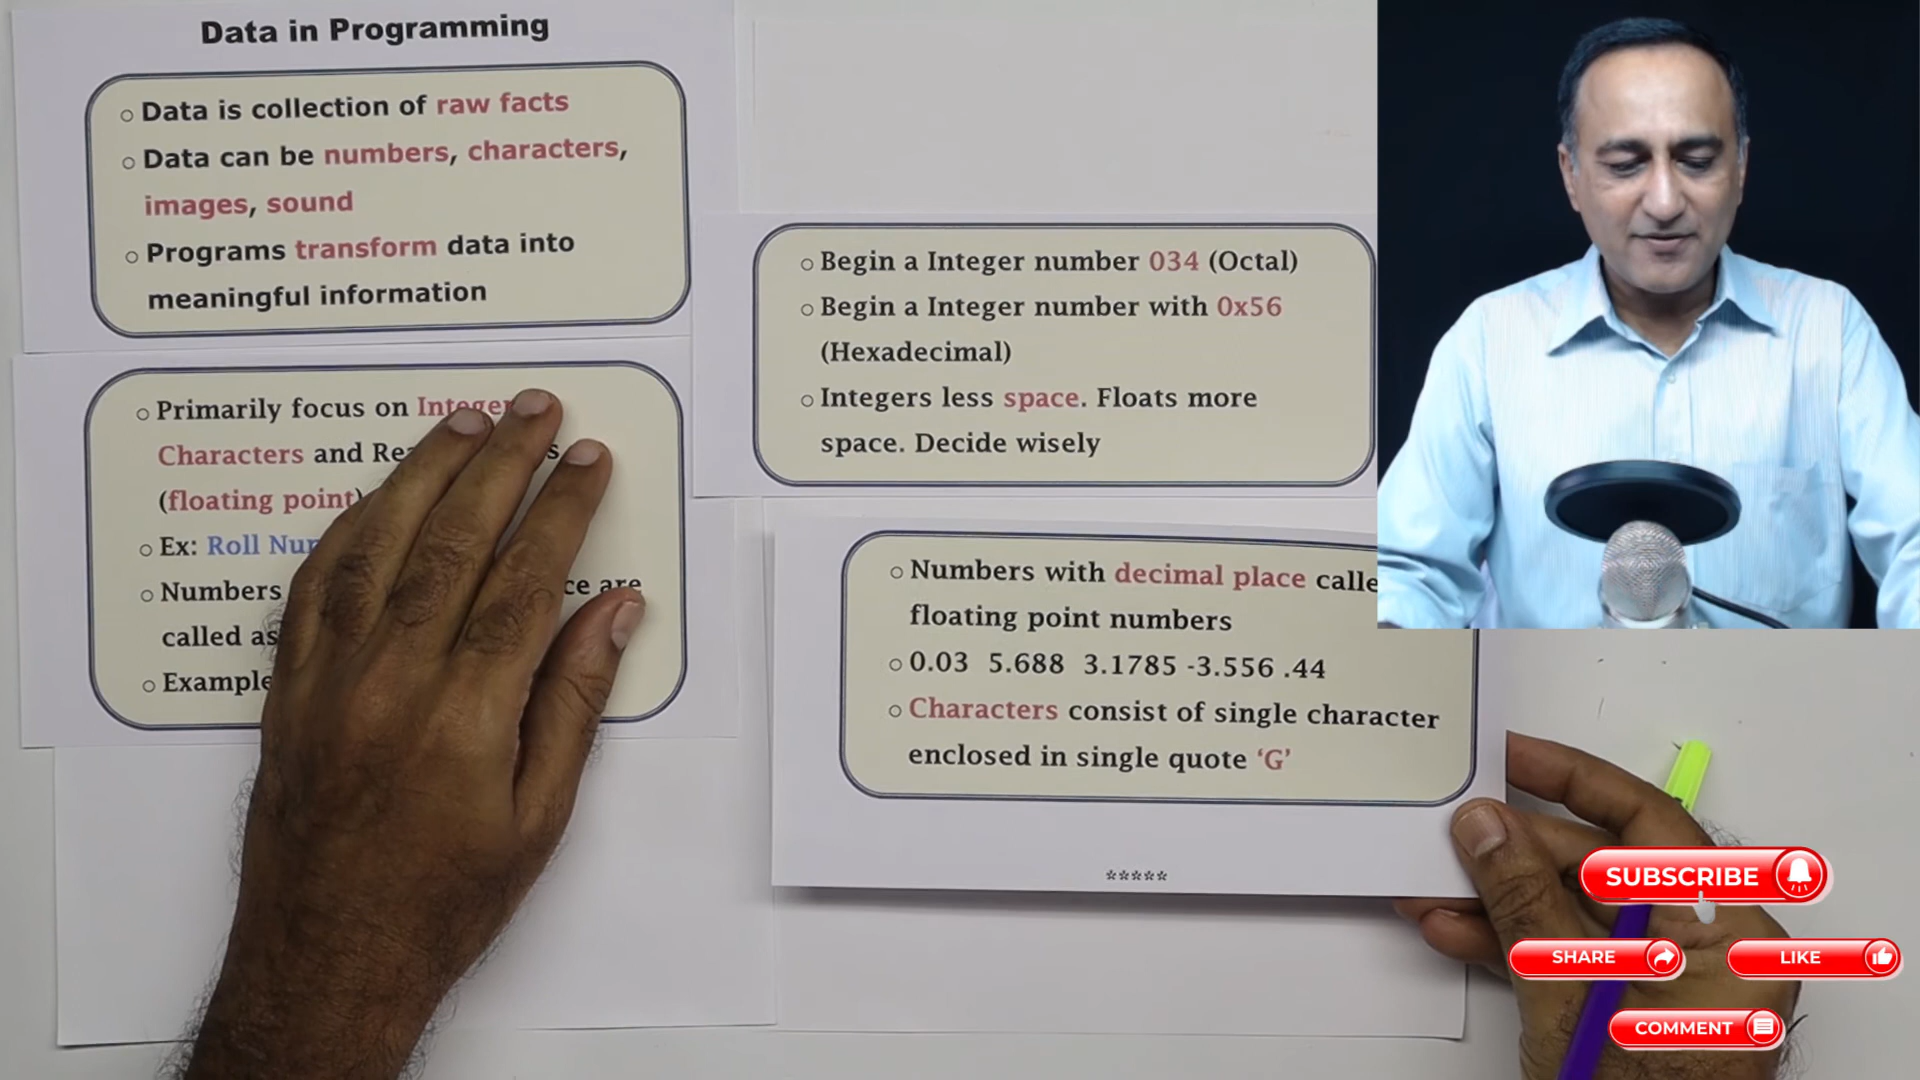 Data in Programming
Data is collection of raw facts
Data can be numbers, characters,
images, sound
Programs transform data into
meaningful information
Primarily focus on
Characters and
(floating point)
Ex: Roll
Numbers are
called as
Begin a Integer number 034 (Octal)
Begin a Integer number with 0x56
(Hexadecimal)
Integers less space. Floats more
space. Decide wisely
Numbers with decimal place
floating point numbers
0.03 5.688 3.1785 -3.556 .44
Characters consist of single character
enclosed in single quote ‘G’
*****
SUBSCRIBE
SHARE
LIKE
COMMENT